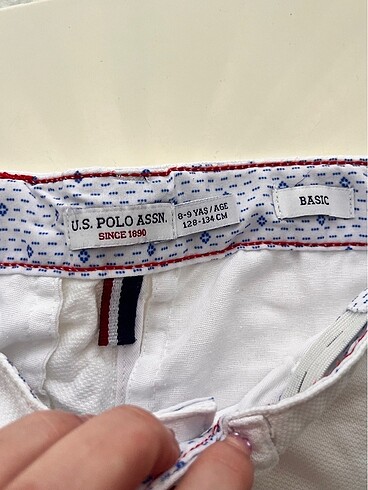 U.S. POLO ASSN.
SINCE 1890
8-9 YAŞ/AGE
128-134 CM
BASIC